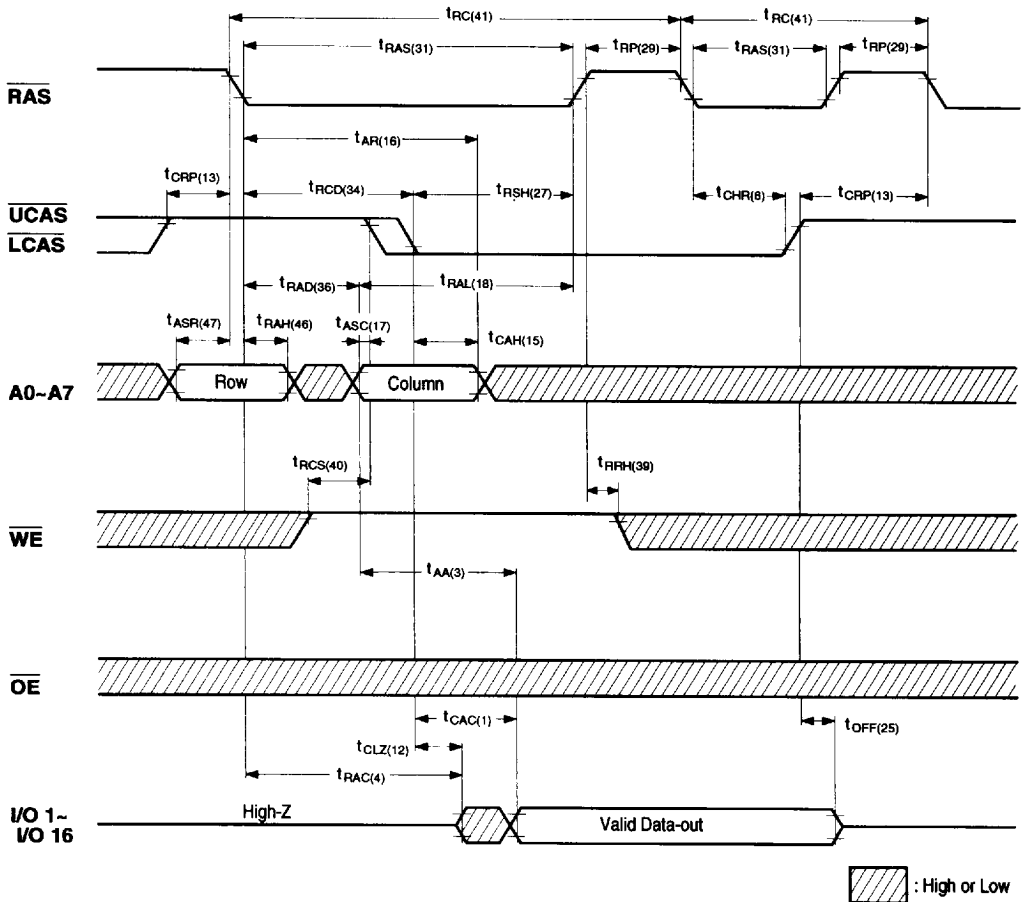 tRC(41) tRC(41)
tRAS(31) tRP(29) tRAS(31) tRP(29)
RAS
tAR(16)
tCRP(13) tRCD(34) tRSH(27) tCHR(8) tCRP(13)
UCAS
LCAS
tRAD(36) tRAL(18)
tASR(47) tRAH(46) tASC(17) tCAH(15)
A0~A7 Row Column
tRCS(40) tRRH(39)
WE
tAA(3)
OE
tCAC(1) tOFF(25)
tCLZ(12)
tRAC(4)
I/O 1~ High-Z Valid Data-out
I/O 16
: High or Low